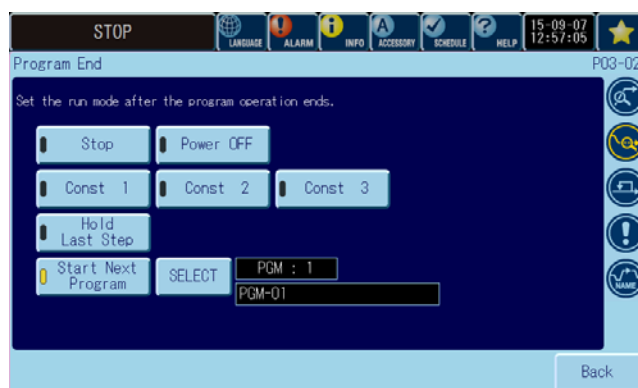 STOP
LANGUAGE
ALARM
INFO
ACCESSORY
SCHEDULE
HELP
15-09-07
12:57:05
Program End
P03-02
Set the run mode after the program operation ends.
Stop
Power OFF
Const 1
Const 2
Const 3
Hold
Last Step
Start Next
Program
SELECT
PGM : 1
PGM-01
NAME
Back